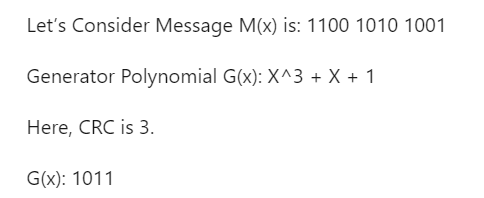 Let's Consider Message M(x) is: 1100 1010 1001
Generator Polynomial G(x): X^3 + X + 1
Here, CRC is 3.
G(x): 1011